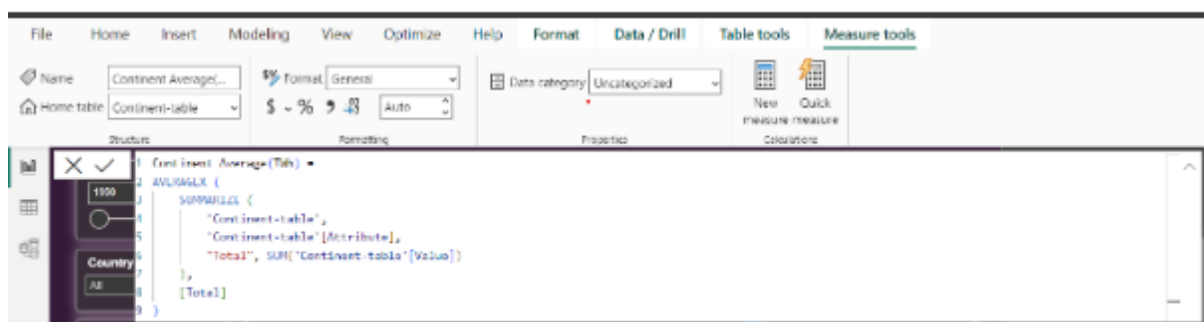 File Home Insert Modeling View Optimize Help Format Data / Drill Table tools Measure tools
Name Continent Average(... Format General Data category Uncategorized New measure Quick measure
Home table Continent-table $ % Auto
Structure Formatting Properties Calculations
1 Continent Average(TWh) =
2 AVERAGEX (
3 SUMMARIZE (
4 'Continent-table',
5 'Continent-table'[Attribute],
6 "Total", SUM('Continent-table'[Value])
7 ),
8 [Total]
9 )
1990
Country
All